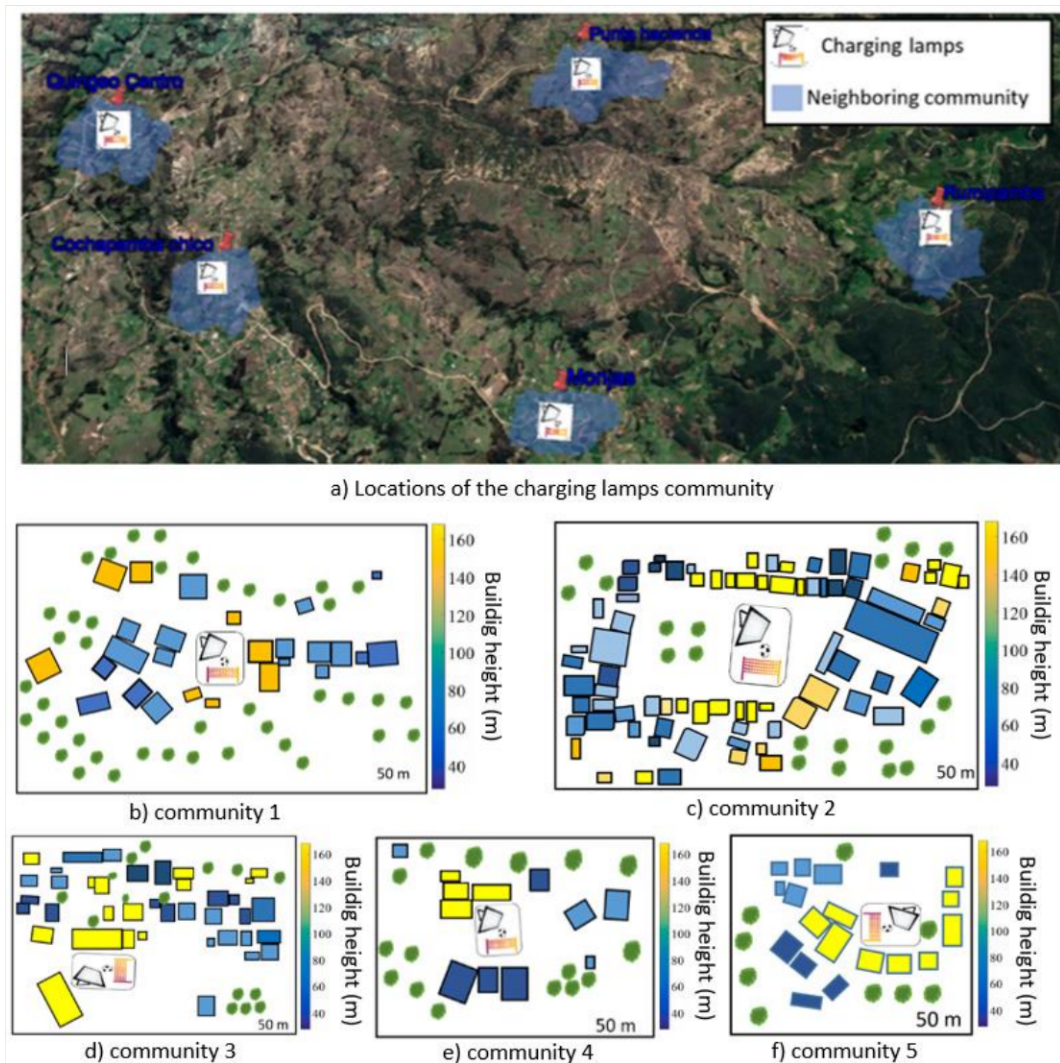 Punta hacienda
Charging lamps
Neighboring community
Quingeo Centro
Rumipamba
Cochapamba chico
Monjas
a) Locations of the charging lamps community
160
140
120
100
80
60
40
Buildig height (m)
50 m
b) community 1
160
140
120
100
80
60
40
Buildig height (m)
50 m
c) community 2
160
140
120
100
80
60
40
Buildig height (m)
50 m
d) community 3
160
140
120
100
80
60
40
Buildig height (m)
50 m
e) community 4
160
140
120
100
80
60
40
Buildig height (m)
50 m
f) community 5